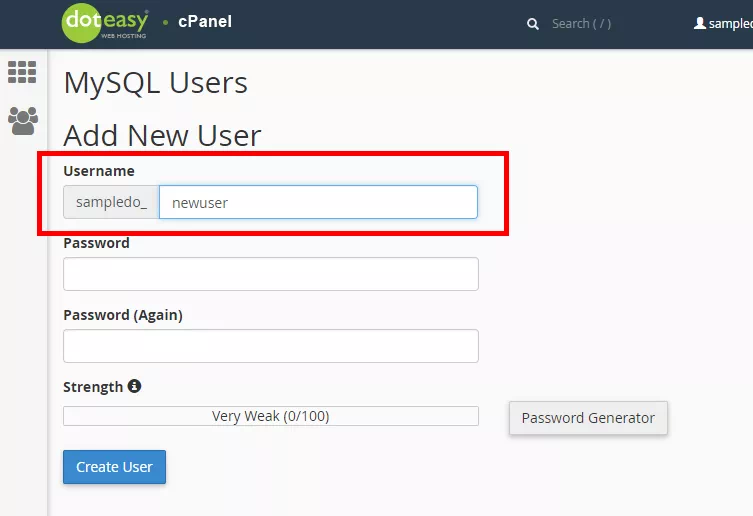 doteasy®
WEB HOSTING
• cPanel
Search ( / )
sampledo
MySQL Users
Add New User
Username
sampledo_ newuser
Password
Password (Again)
Strength
Very Weak (0/100)
Password Generator
Create User